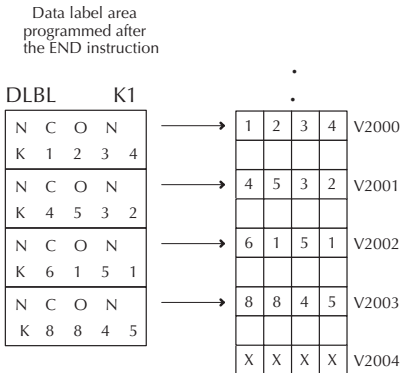 Data label area
programmed after
the END instruction
DLBL K1
N C O N
K 1 2 3 4
N C O N
K 4 5 3 2
N C O N
K 6 1 5 1
N C O N
K 8 8 4 5
1 2 3 4 V2000
4 5 3 2 V2001
6 1 5 1 V2002
8 8 4 5 V2003
X X X X V2004